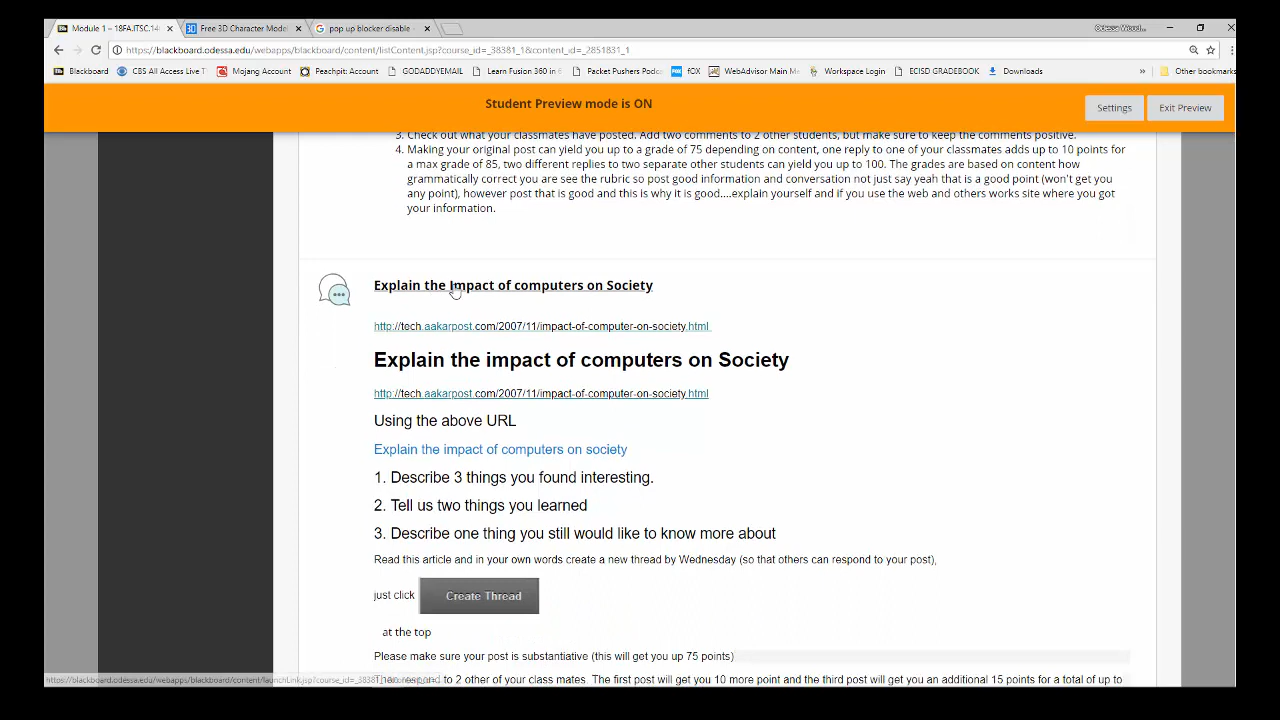 Module 1 – 18FA.ITSC.14
Free 3D Character Mode
pop up blocker disable
Odessa Wood...
https://blackboard.odessa.edu/webapps/blackboard/content/listContent.jsp?course_id=_38381_1&content_id=_2851831_1
Blackboard CBS All Access Live T Mojang Account Peachpit: Account GODADDYEMAIL Learn Fusion 360 in 6 Packet Pushers Podc fOX WebAdvisor Main Me Workspace Login ECISD GRADEBOOK Downloads » Other bookmarks
Student Preview mode is ON
Settings Exit Preview
3. Check out what your classmates have posted. Add two comments to 2 other students, but make sure to keep the comments positive.
4. Making your original post can yield you up to a grade of 75 depending on content, one reply to one of your classmates adds up to 10 points for
a max grade of 85, two different replies to two separate other students can yield you up to 100. The grades are based on content how
grammatically correct you are see the rubric so post good information and conversation not just say yeah that is a good point (won't get you
any point), however post that is good and this is why it is good....explain yourself and if you use the web and others works site where you got
your information.
Explain the Impact of computers on Society
http://tech.aakarpost.com/2007/11/impact-of-computer-on-society.html
Explain the impact of computers on Society
http://tech.aakarpost.com/2007/11/impact-of-computer-on-society.html
Using the above URL
Explain the impact of computers on society
1. Describe 3 things you found interesting.
2. Tell us two things you learned
3. Describe one thing you still would like to know more about
Read this article and in your own words create a new thread by Wednesday (so that others can respond to your post),
just click Create Thread
at the top
Please make sure your post is substantiative (this will get you up 75 points)
to 2 other of your class mates. The first post will get you 10 more point and the third post will get you an additional 15 points for a total of up to
https://blackboard.odessa.edu/webapps/blackboard/content/launchLink.jsp?course_id=_38381